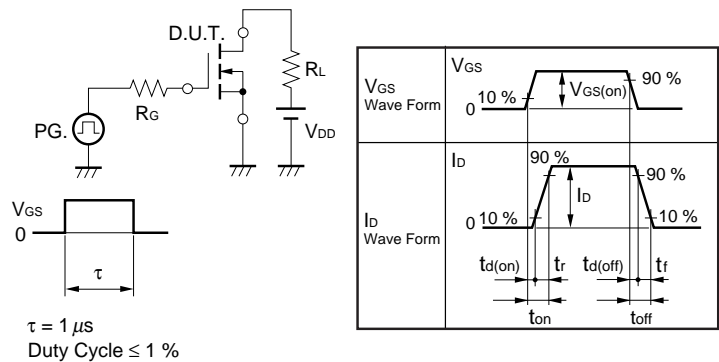 D.U.T.
RL
RG
PG.
VDD
VGS
0
τ
τ = 1 μs
Duty Cycle ≤ 1 %
VGS
Wave Form
VGS
10 %
0
VGS(on)
90 %
ID
Wave Form
ID
90 %
90 %
ID
0 10 %
10 %
td(on) tr td(off) tf
ton toff